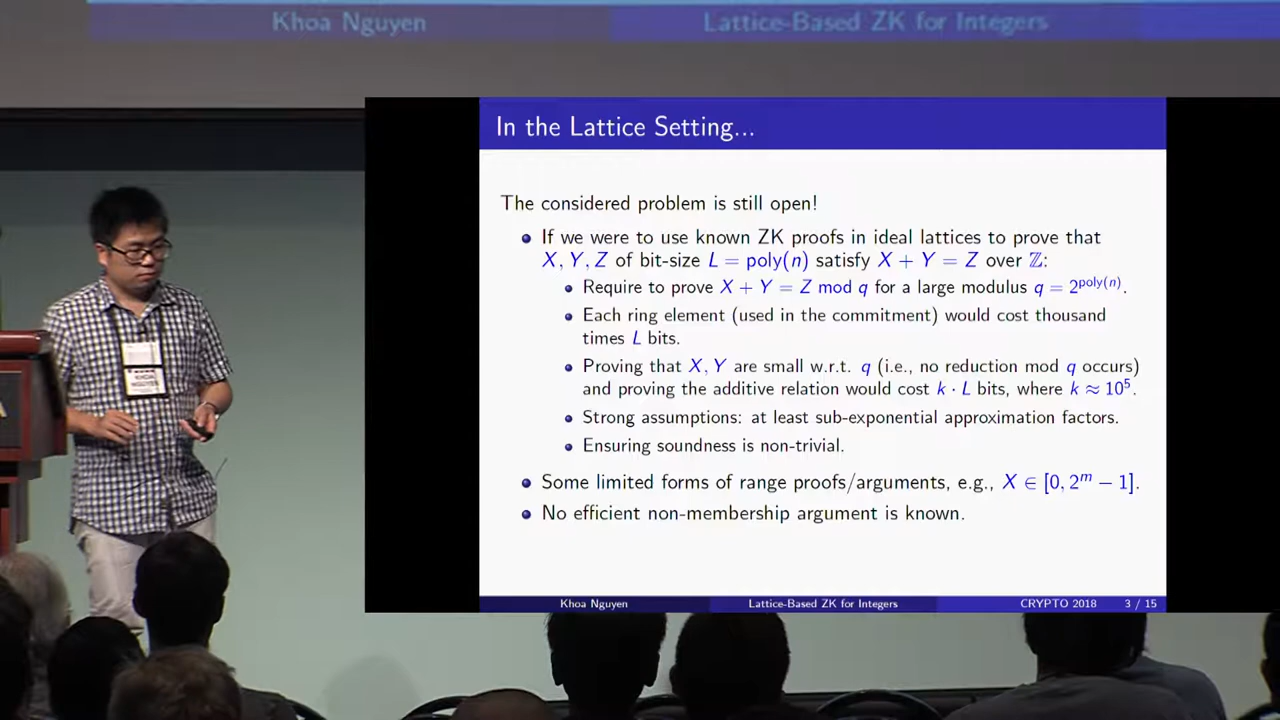 Khoa Nguyen Lattice-Based ZK for Integers
In the Lattice Setting...
The considered problem is still open!
If we were to use known ZK proofs in ideal lattices to prove that
X, Y, Z of bit-size L = poly(n) satisfy X + Y = Z over ℤ:
Require to prove X + Y = Z mod q for a large modulus q = 2^poly(n).
Each ring element (used in the commitment) would cost thousand
times L bits.
Proving that X, Y are small w.r.t. q (i.e., no reduction mod q occurs)
and proving the additive relation would cost k · L bits, where k ≈ 10^5.
Strong assumptions: at least sub-exponential approximation factors.
Ensuring soundness is non-trivial.
Some limited forms of range proofs/arguments, e.g., X ∈ [0, 2^m − 1].
No efficient non-membership argument is known.
KHOA
NGUYEN
A
Khoa Nguyen Lattice-Based ZK for Integers CRYPTO 2018 3 / 15